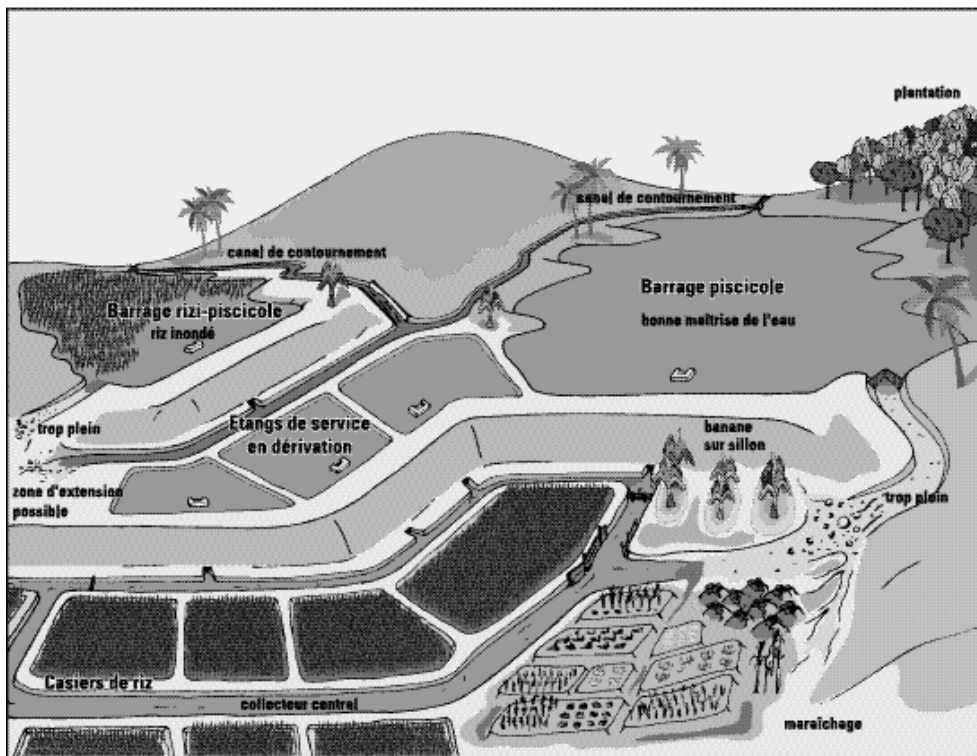 plantation
canal de contournement
canal de contournement
Barrage rizi-piscicole
riz inondé
Barrage piscicole
bonne maîtrise de l'eau
trop plein
Etangs de service
en dérivation
banane
sur sillon
zone d'extension
possible
trop plein
Casiers de riz
collecteur central
maraîchage